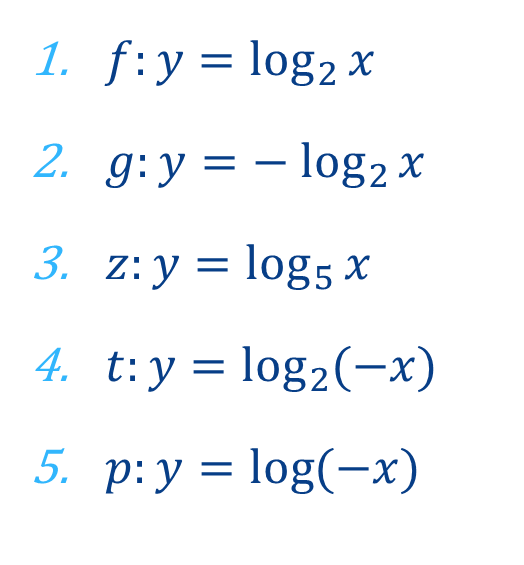 1. f: y = log₂ x
2. g: y = − log₂ x
3. z: y = log₅ x
4. t: y = log₂(−x)
5. p: y = log(−x)